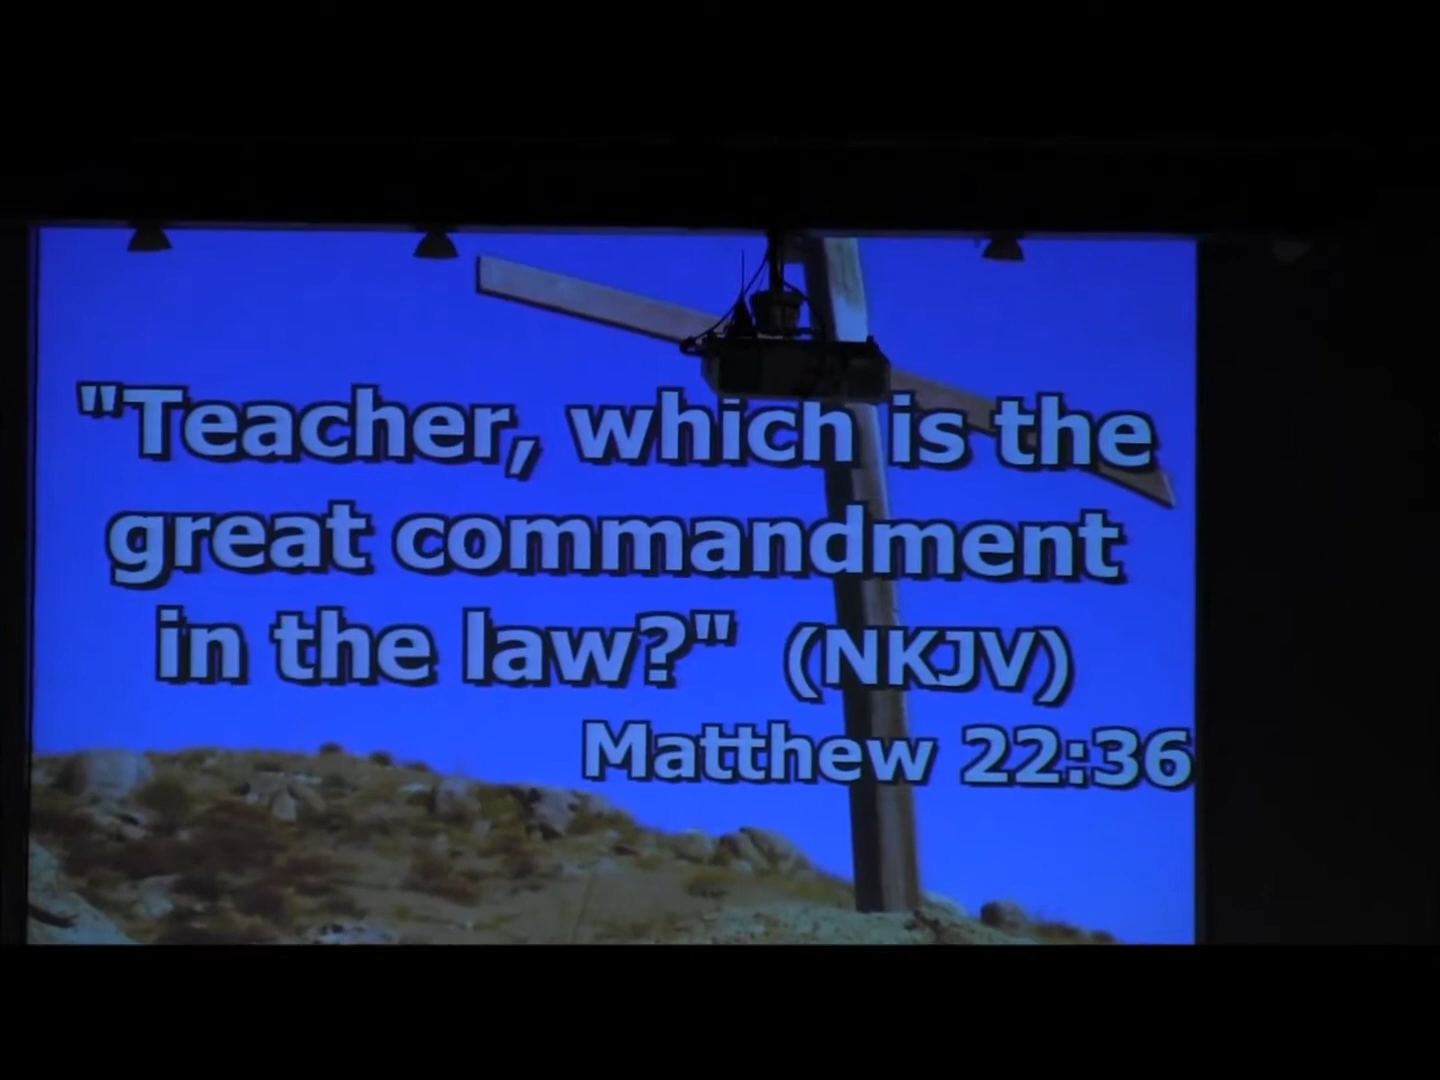 "Teacher, which is the
great commandment
in the law?" (NKJV)
Matthew 22:36